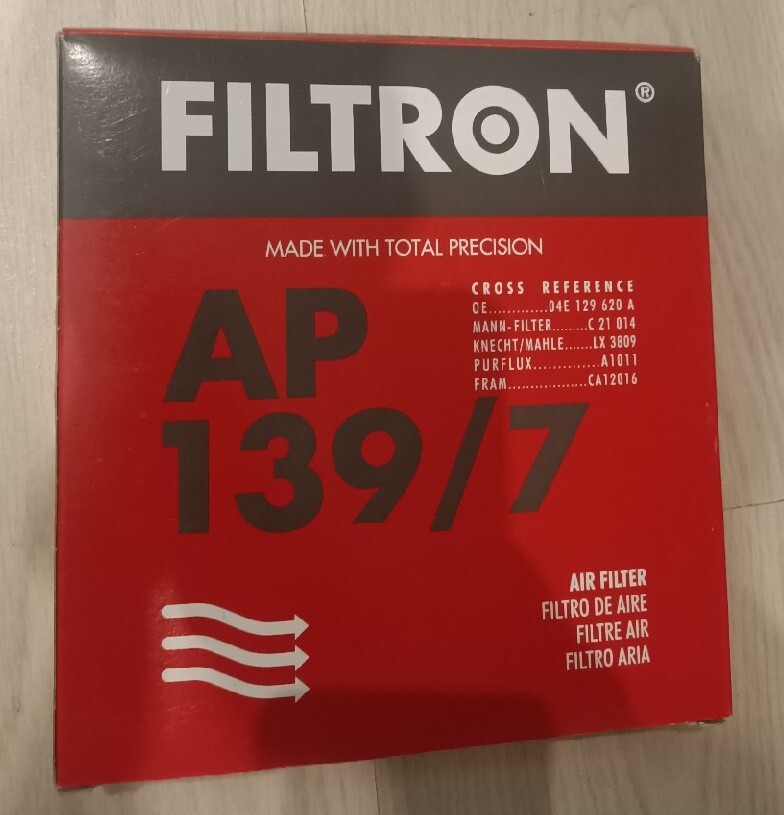 FILTRON®
MADE WITH TOTAL PRECISION
AP
139/7
CROSS REFERENCE
OE............04E 129 620 A
MANN-FILTER........C 21 014
KNECHT/MAHLE......LX 3809
PURFLUX..............A1011
FRAM.................CA12016
AIR FILTER
FILTRO DE AIRE
FILTRE AIR
FILTRO ARIA